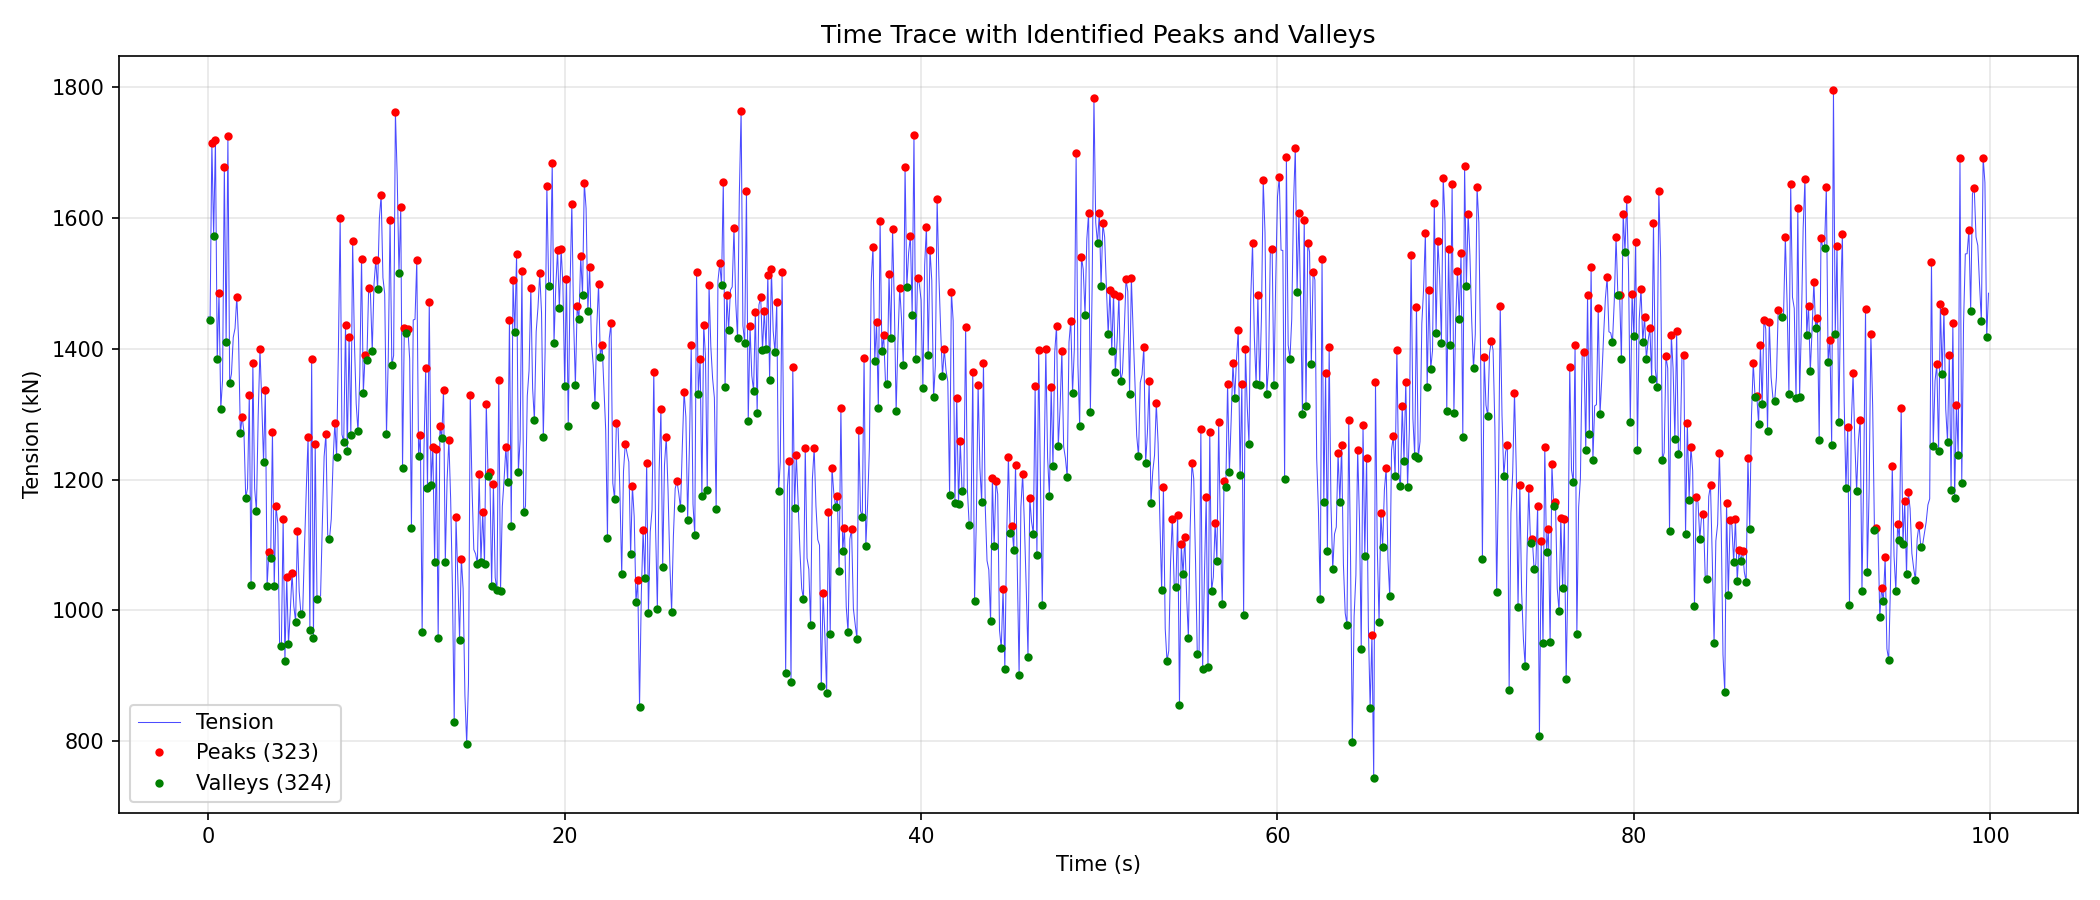 Time Trace with Identified Peaks and Valleys
Tension (kN)
1800
1600
1400
1200
1000
800
Tension
Peaks (323)
Valleys (324)
0
20
40
60
80
100
Time (s)